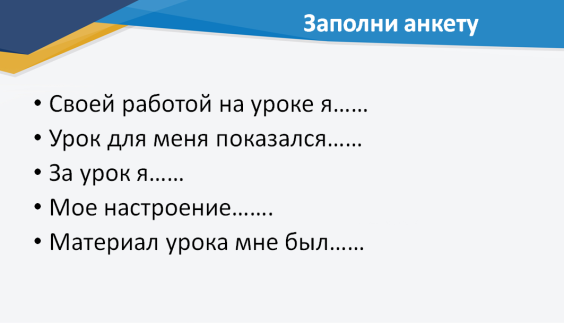 Заполни анкету
• Своей работой на уроке я......
• Урок для меня показался......
• За урок я......
• Мое настроение.......
• Материал урока мне был......